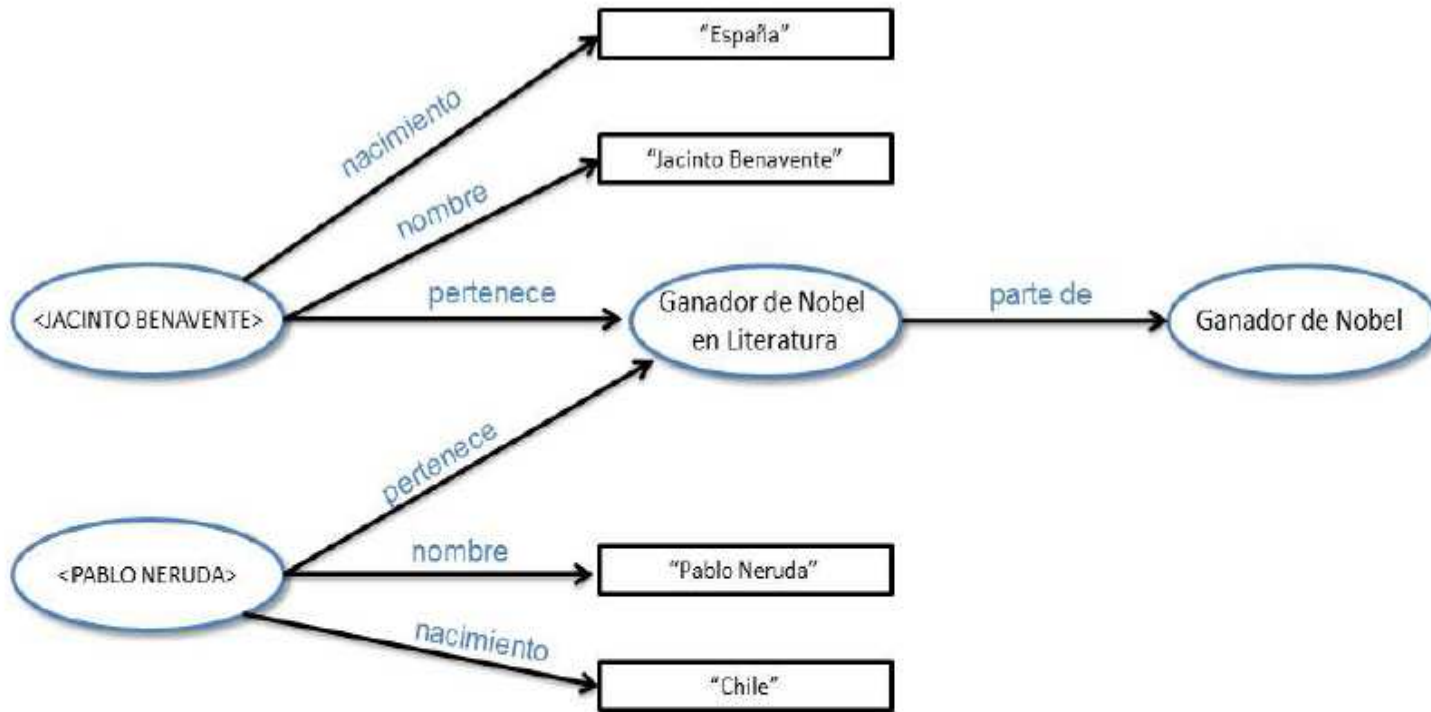 "España"
nacimiento
"Jacinto Benavente"
nombre
<JACINTO BENAVENTE>
pertenece
Ganador de Nobel
en Literatura
parte de
Ganador de Nobel
pertenece
<PABLO NERUDA>
nombre
"Pablo Neruda"
nacimiento
"Chile"